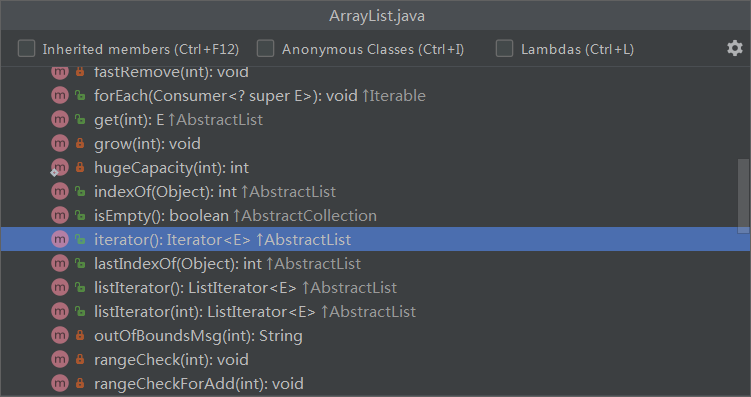 ArrayList.java
Inherited members (Ctrl+F12) Anonymous Classes (Ctrl+I) Lambdas (Ctrl+L)
m fastRemove(int): void
m forEach(Consumer<? super E>): void ↑Iterable
m get(int): E ↑AbstractList
m grow(int): void
m hugeCapacity(int): int
m indexOf(Object): int ↑AbstractList
m isEmpty(): boolean ↑AbstractCollection
m iterator(): Iterator<E> ↑AbstractList
m lastIndexOf(Object): int ↑AbstractList
m listIterator(): ListIterator<E> ↑AbstractList
m listIterator(int): ListIterator<E> ↑AbstractList
m outOfBoundsMsg(int): String
m rangeCheck(int): void
m rangeCheckForAdd(int): void